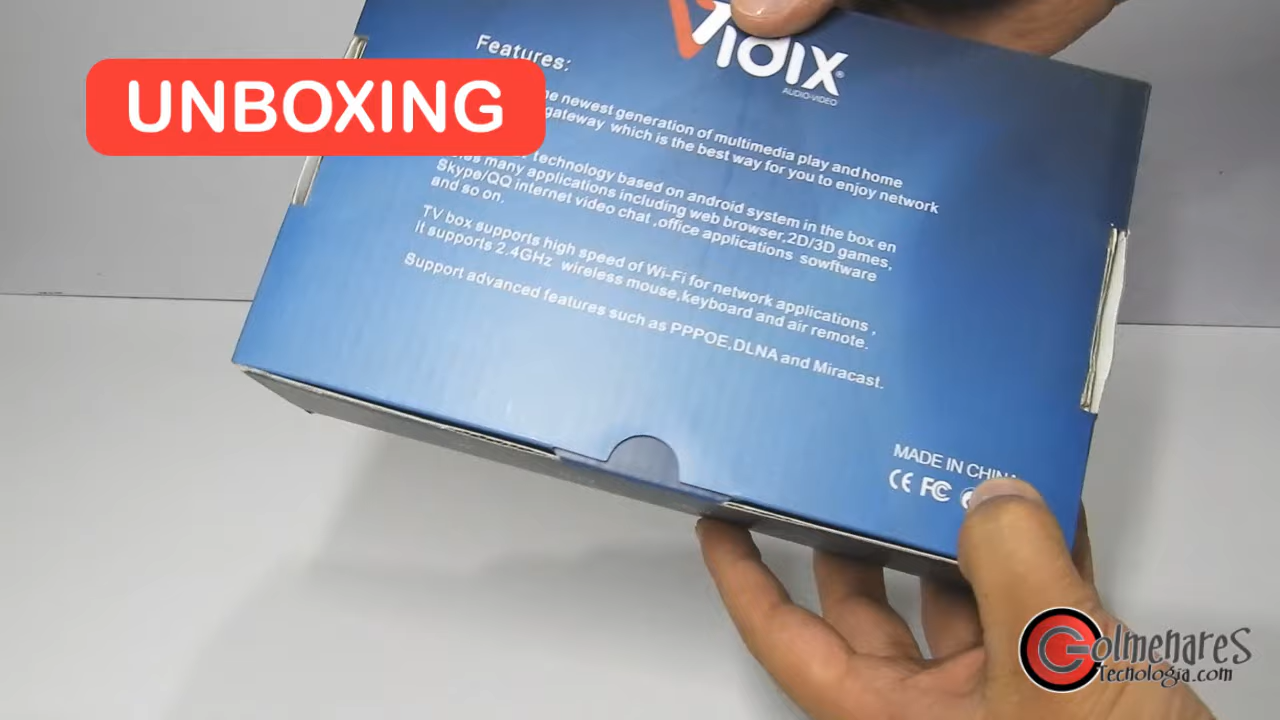 UNBOXING
Vidix®
AUDIO-VIDEO
Features:
newest generation of multimedia play and home
gateway which is the best way for you to enjoy network
technology based on android system in the box en
many applications including web browser,2D/3D games,
Skype/QQ internet video chat ,office applications sowftware
and so on.
TV box supports high speed of Wi-Fi for network applications ,
it supports 2.4GHz wireless mouse,keyboard and air remote.
Support advanced features such as PPPOE,DLNA and Miracast.
MADE IN CHINA
CE FC
Colmenares
Tecnologia.com